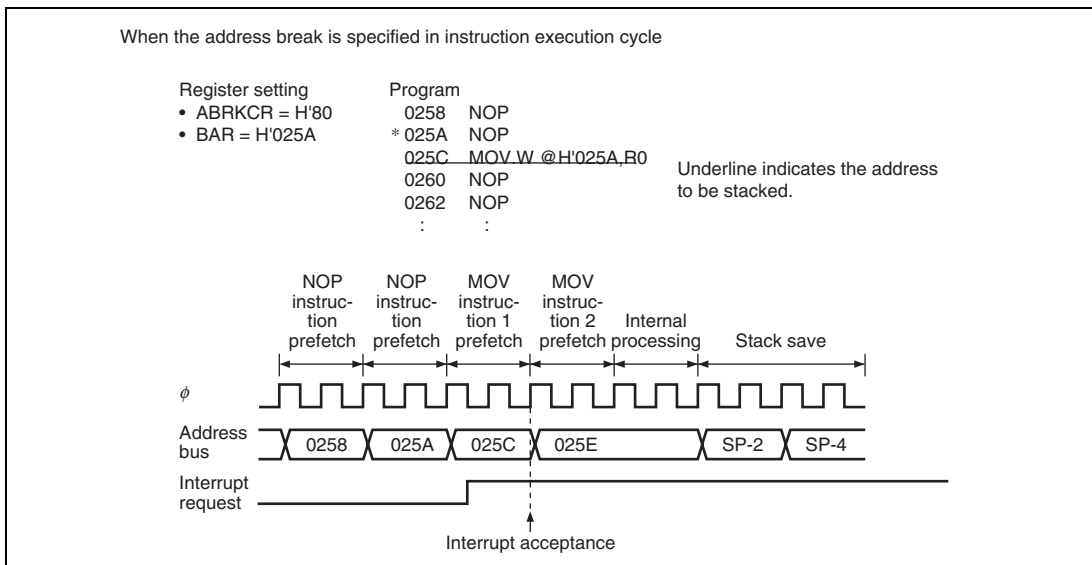 When the address break is specified in instruction execution cycle
Register setting
• ABRKCR = H'80
• BAR = H'025A
Program
0258 NOP
* 025A NOP
025C MOV.W @H'025A,R0
0260 NOP
0262 NOP
: :
Underline indicates the address
to be stacked.
NOP
instruc-
tion
prefetch
NOP
instruc-
tion
prefetch
MOV
instruc-
tion 1
prefetch
MOV
instruc-
tion 2
prefetch
Internal
processing
Stack save
φ
Address
bus
0258
025A
025C
025E
SP-2
SP-4
Interrupt
request
Interrupt acceptance